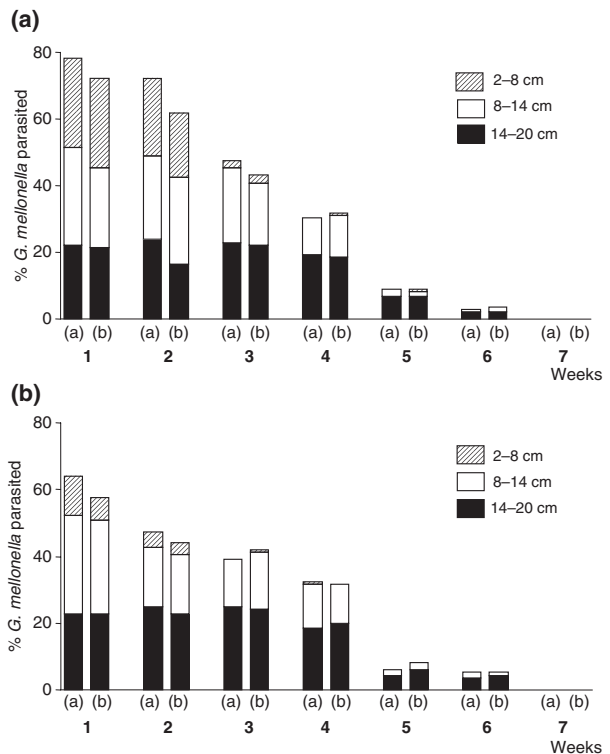 (a)
80
60
40
20
0
% G. mellonella parasited
2–8 cm
8–14 cm
14–20 cm
(a) (b) (a) (b) (a) (b) (a) (b) (a) (b) (a) (b) (a) (b)
1 2 3 4 5 6 7
Weeks
(b)
80
60
40
20
0
% G. mellonella parasited
2–8 cm
8–14 cm
14–20 cm
(a) (b) (a) (b) (a) (b) (a) (b) (a) (b) (a) (b) (a) (b)
1 2 3 4 5 6 7
Weeks